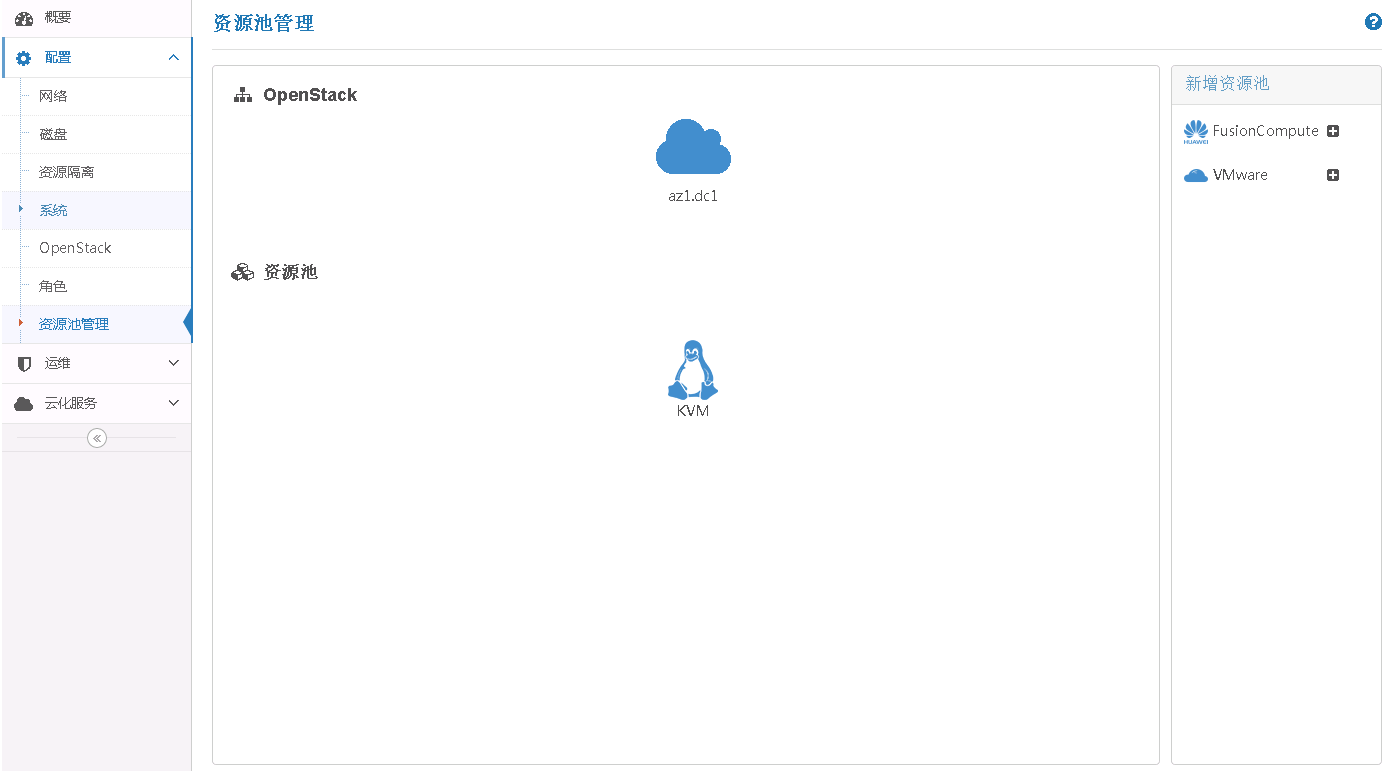 概要
配置
网络
磁盘
资源隔离
系统
OpenStack
角色
资源池管理
运维
云化服务
资源池管理
OpenStack
az1.dc1
资源池
KVM
新增资源池
HUAWEI FusionCompute
VMware